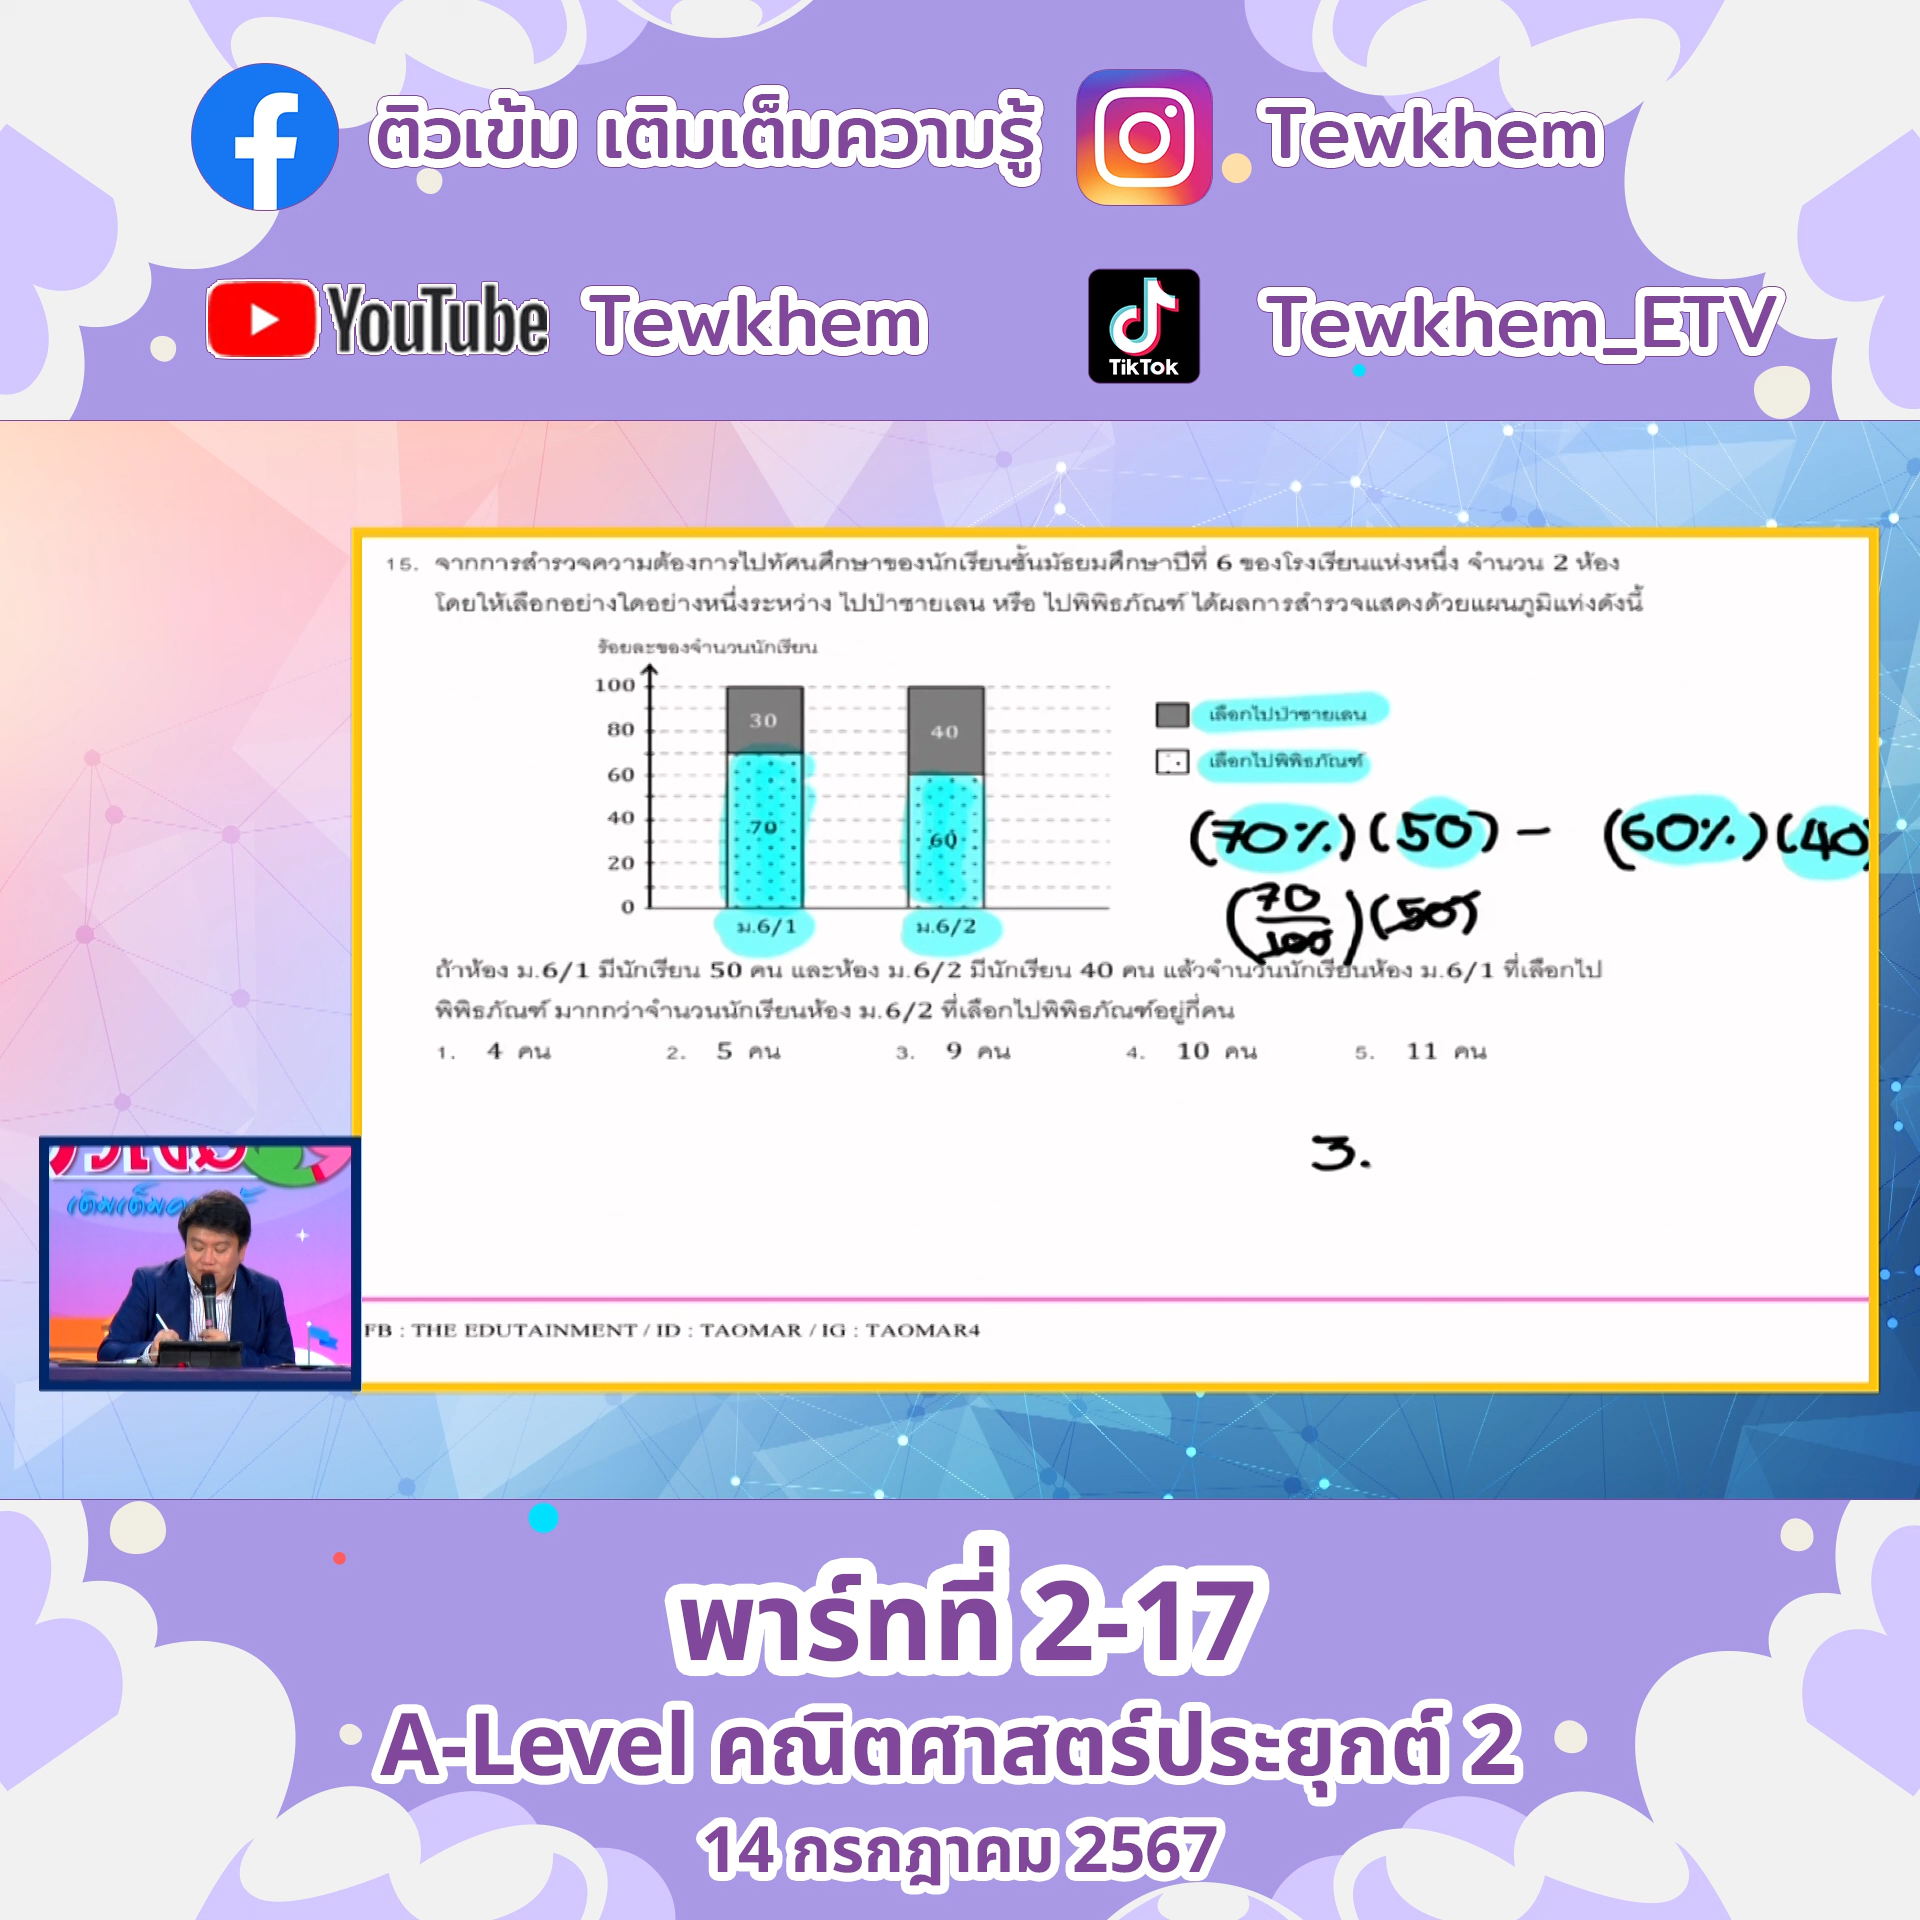 ติวเข้ม เติมเต็มความรู้
Tewkhem
YouTube Tewkhem
TikTok
Tewkhem_ETV
15. จากการสำรวจความต้องการไปทัศนศึกษาของนักเรียนชั้นมัธยมศึกษาปีที่ 6 ของโรงเรียนแห่งหนึ่ง จำนวน 2 ห้อง
โดยให้เลือกอย่างใดอย่างหนึ่งระหว่าง ไปป่าชายเลน หรือ ไปพิพิธภัณฑ์ ได้ผลการสำรวจแสดงด้วยแผนภูมิแท่งดังนี้
ร้อยละของจำนวนนักเรียน
100
80
60
40
20
0
30
70
40
60
ม.6/1
ม.6/2
เลือกไปป่าชายเลน
เลือกไปพิพิธภัณฑ์
(70%)(50) - (60%)(40)
(70/100)(50)
ถ้าห้อง ม.6/1 มีนักเรียน 50 คน และห้อง ม.6/2 มีนักเรียน 40 คน แล้วจำนวนนักเรียนห้อง ม.6/1 ที่เลือกไป
พิพิธภัณฑ์ มากกว่าจำนวนนักเรียนห้อง ม.6/2 ที่เลือกไปพิพิธภัณฑ์อยู่กี่คน
1. 4 คน 2. 5 คน 3. 9 คน 4. 10 คน 5. 11 คน
3.
FB : THE EDUTAINMENT / ID : TAOMAR / IG : TAOMAR4
พาร์ทที่ 2-17
A-Level คณิตศาสตร์ประยุกต์ 2
14 กรกฎาคม 2567